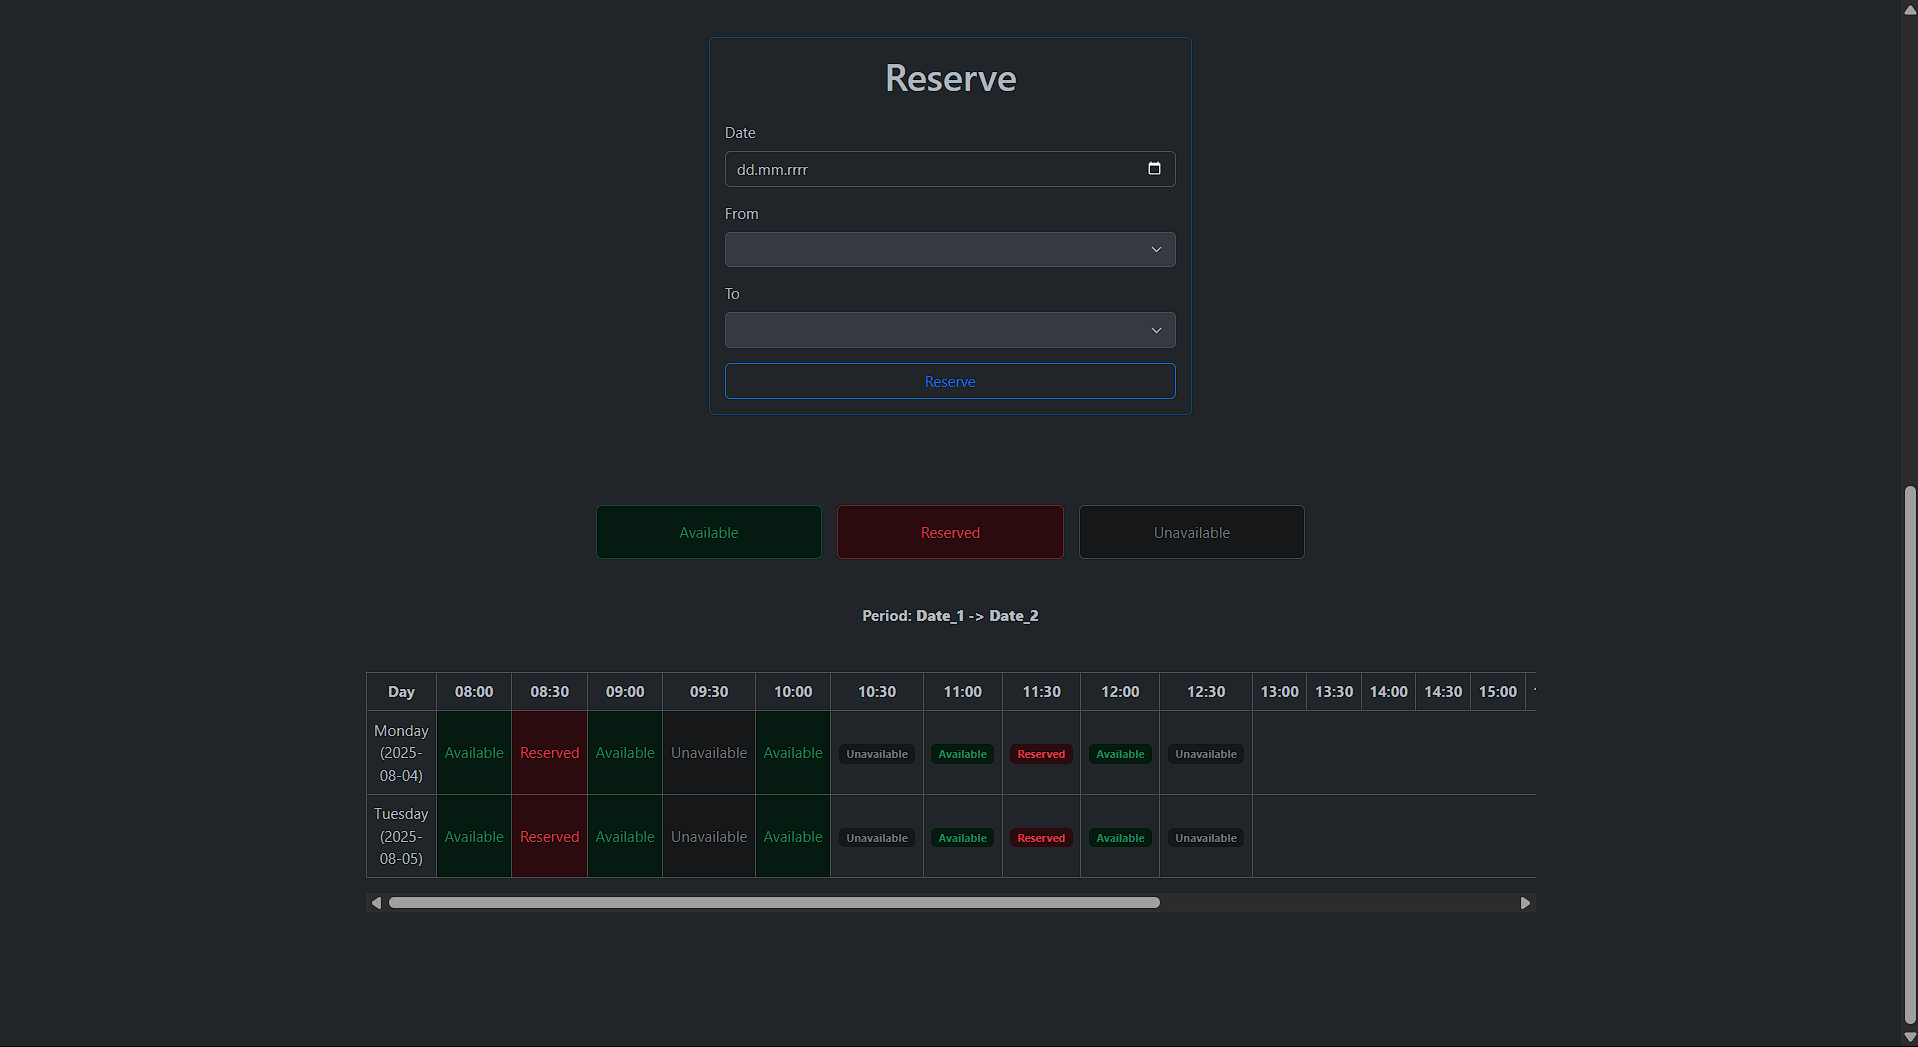 Reserve
Date
dd.mm.rrrr
From
To
Reserve
Available Reserved Unavailable
Period: Date_1 -> Date_2
Day 08:00 08:30 09:00 09:30 10:00 10:30 11:00 11:30 12:00 12:30 13:00 13:30 14:00 14:30 15:00
Monday
(2025-
08-04)
Available Reserved Available Unavailable Available Unavailable Available Reserved Available Unavailable
Tuesday
(2025-
08-05)
Available Reserved Available Unavailable Available Unavailable Available Reserved Available Unavailable